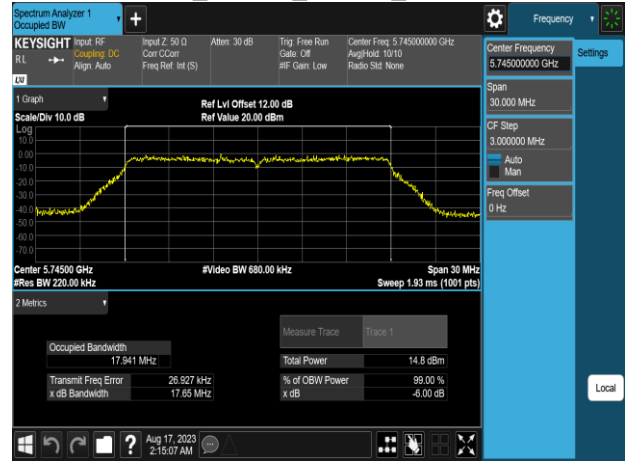 Spectrum Analyzer 1
Occupied BW
Frequency
KEYSIGHT Input: RF Input Z: 50 Ω Atten: 30 dB Trig: Free Run Center Freq: 5.745000000 GHz
RL Coupling: DC Corr CCorr Gate: Off Avg|Hold: 10/10
Align: Auto Freq Ref: Int (S) #IF Gain: Low Radio Std: None
LXI
Center Frequency
5.745000000 GHz
Settings
Span
30.000 MHz
CF Step
3.000000 MHz
Auto
Man
Freq Offset
0 Hz
Local
1 Graph
Ref Lvl Offset 12.00 dB
Scale/Div 10.0 dB Ref Value 20.00 dBm
Log
10.0
0.00
-10.0
-20.0
-30.0
-40.0
-50.0
-60.0
-70.0
Center 5.74500 GHz #Video BW 680.00 kHz Span 30 MHz
#Res BW 220.00 kHz Sweep 1.93 ms (1001 pts)
2 Metrics
Measure Trace Trace 1
Occupied Bandwidth
17.941 MHz Total Power 14.8 dBm
Transmit Freq Error 26.927 kHz % of OBW Power 99.00 %
x dB Bandwidth 17.65 MHz x dB -6.00 dB
Aug 17, 2023
2:15:07 AM